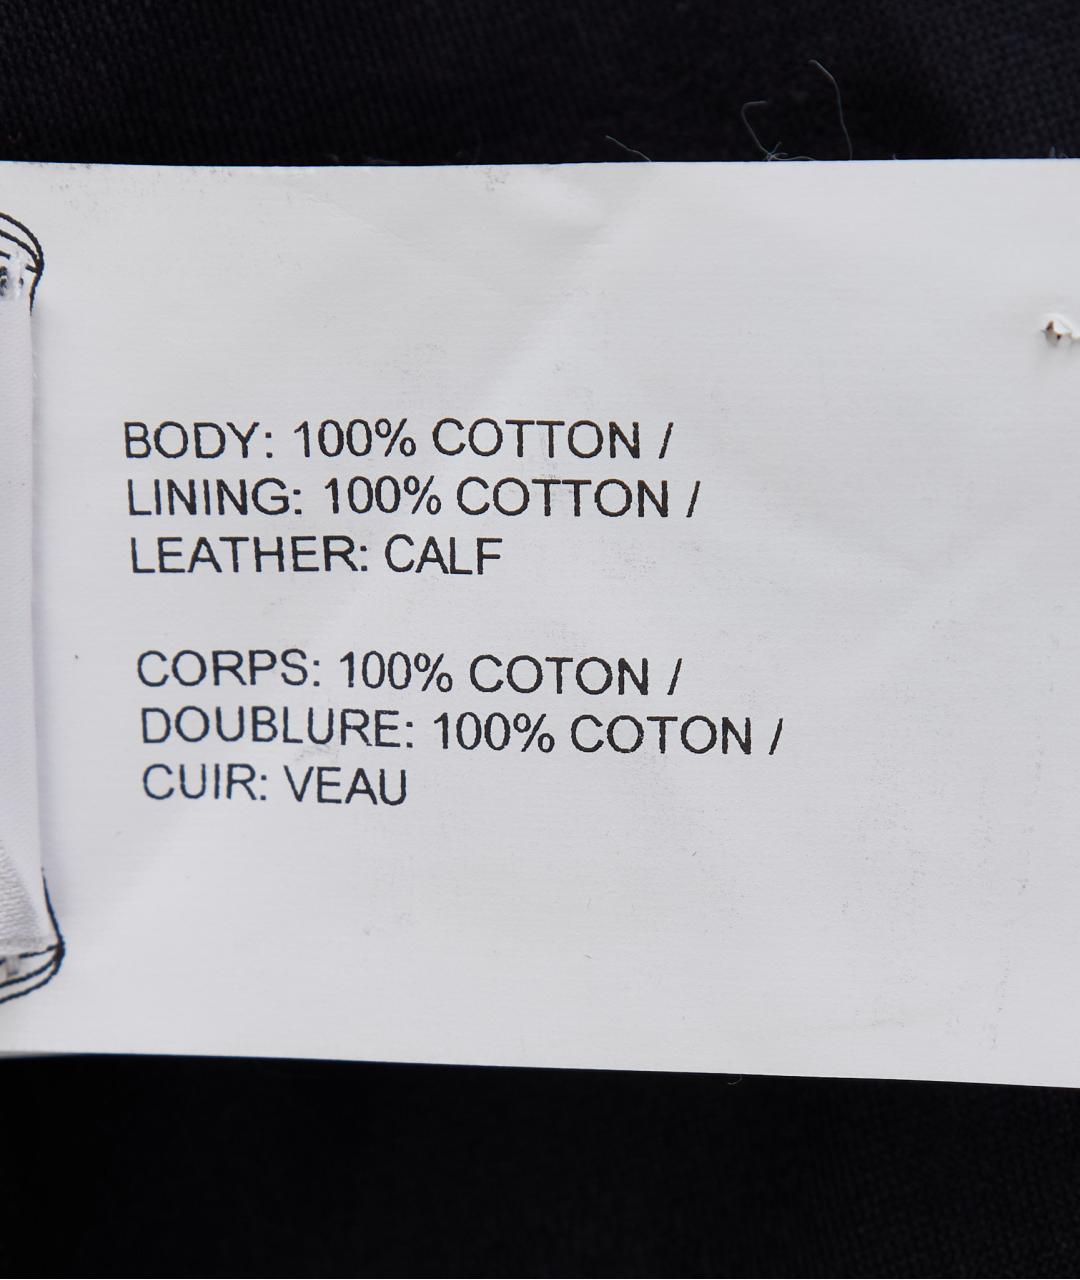 BODY: 100% COTTON /
LINING: 100% COTTON /
LEATHER: CALF
CORPS: 100% COTON /
DOUBLURE: 100% COTON /
CUIR: VEAU